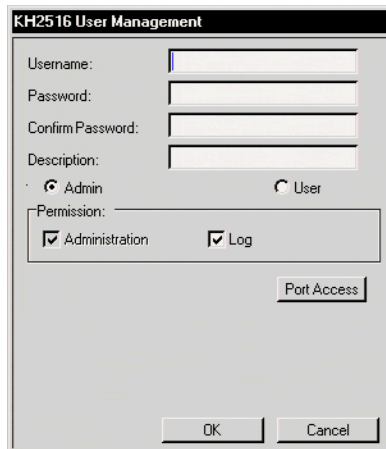 KH2516 User Management
Username:
Password:
Confirm Password:
Description:
Admin User
Permission:
Administration Log
Port Access
OK Cancel